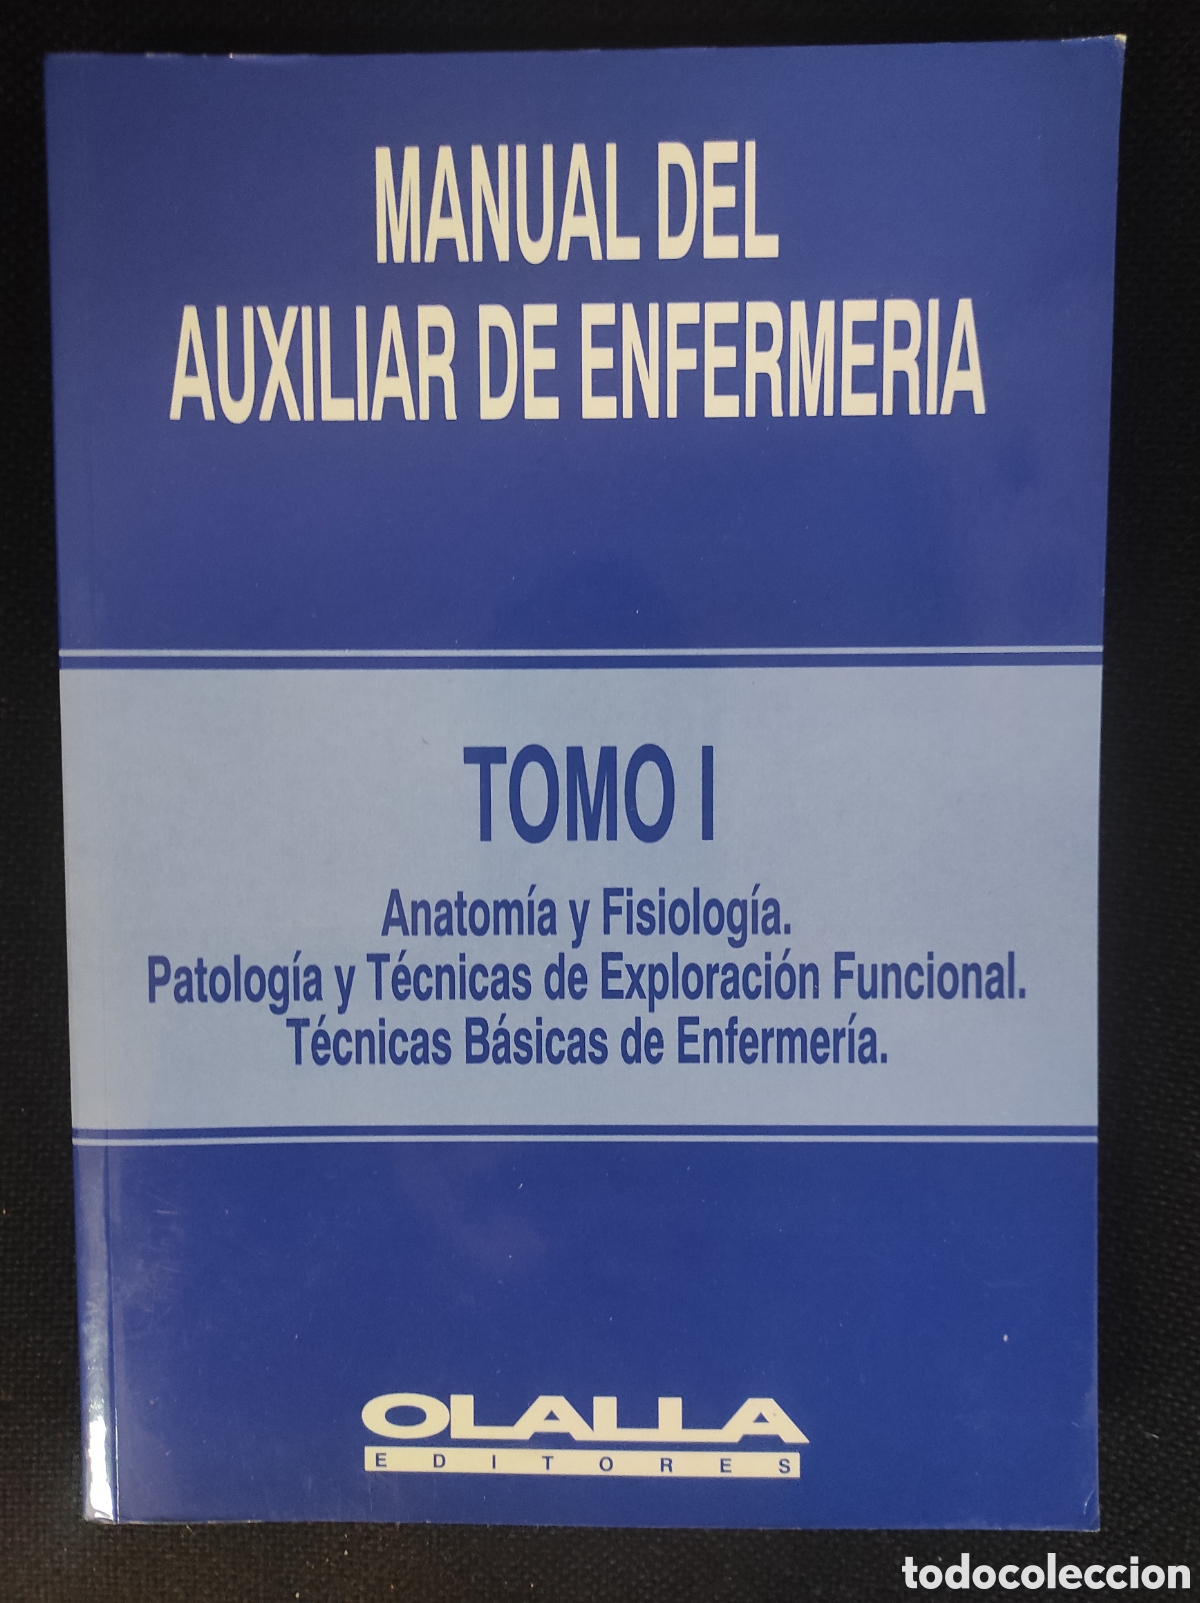 MANUAL DEL
AUXILIAR DE ENFERMERIA
TOMO I
Anatomía y Fisiología.
Patología y Técnicas de Exploración Funcional.
Técnicas Básicas de Enfermería.
OLALLA
EDITORES
todocoleccion